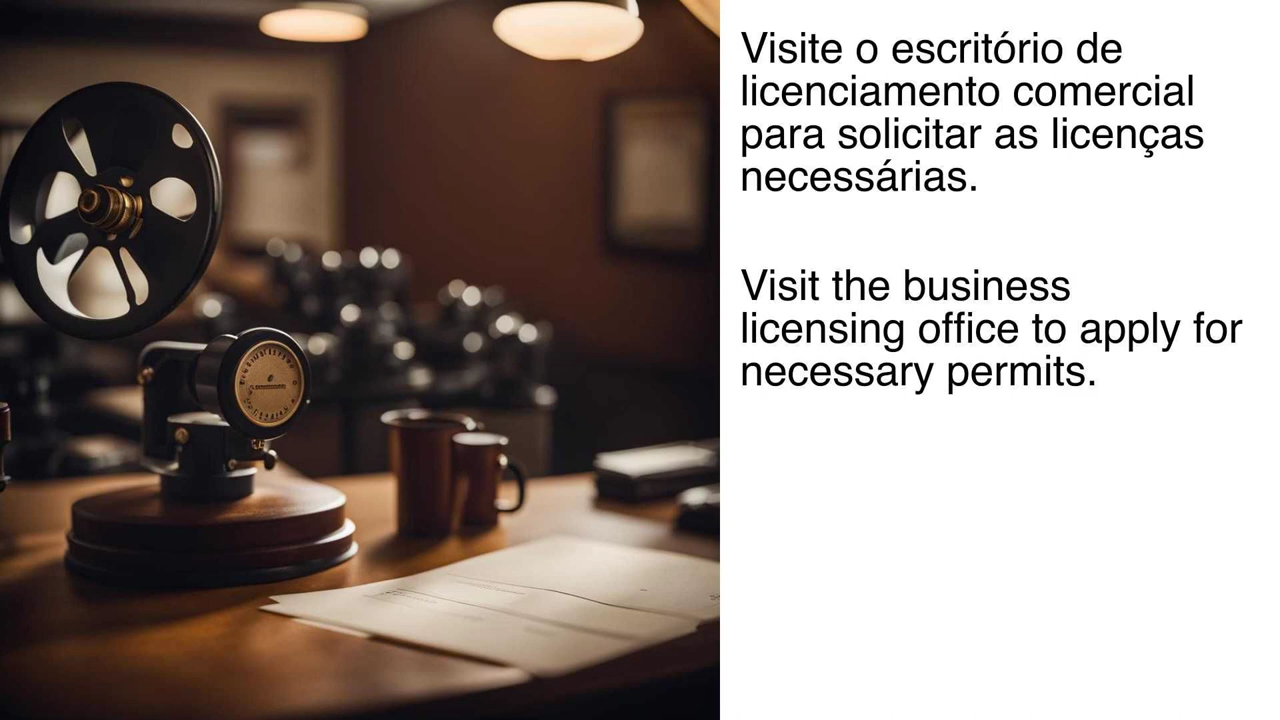 Visite o escritório de
licenciamento comercial
para solicitar as licenças
necessárias.
Visit the business
licensing office to apply for
necessary permits.